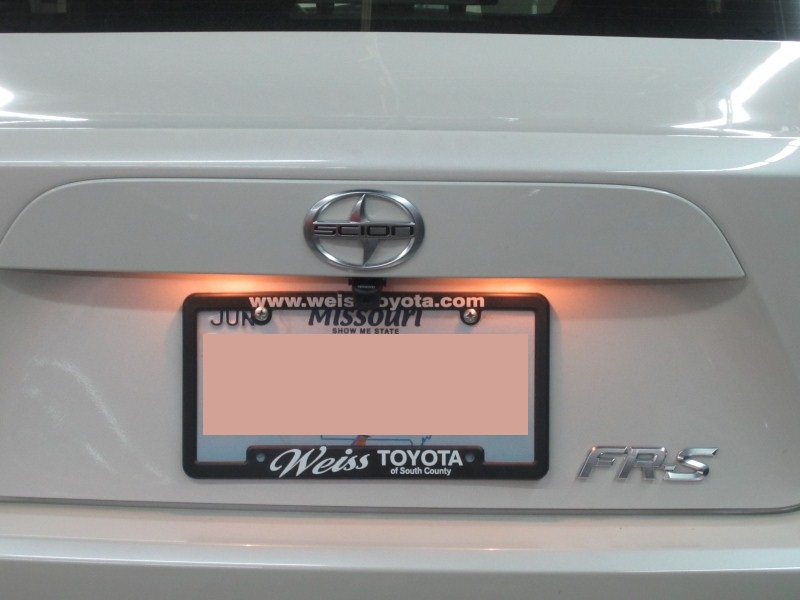 SCION
www.weisstoyota.com
JUN
Missouri
SHOW ME STATE
Weiss TOYOTA
of South County
FR-S